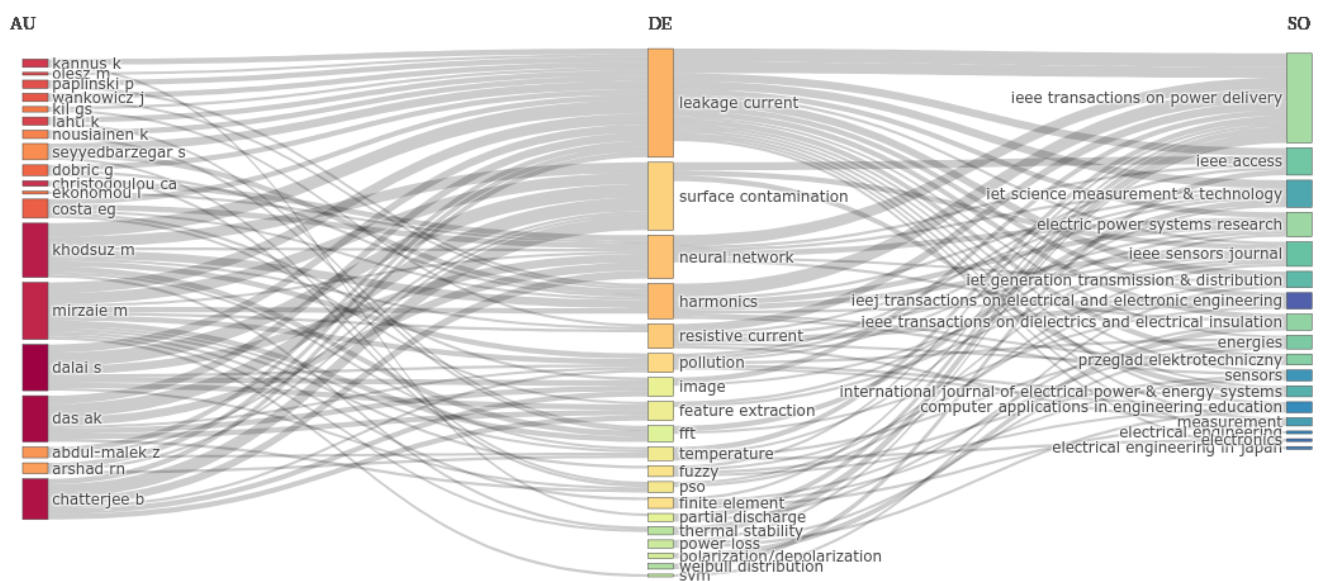 AU
DE
SO
kannus k
olesz m
paplinski p
wankowicz j
kil gs
lahti k
nousiainen k
seyyedbarzegar s
dobric g
christodoulou ca
ekonomou l
costa eg
khodsuz m
mirzaie m
dalai s
das ak
abdul-malek z
arshad rn
chatterjee b
leakage current
surface contamination
neural network
harmonics
resistive current
pollution
image
feature extraction
fft
temperature
fuzzy
pso
finite element
partial discharge
thermal stability
power loss
polarization/depolarization
weibull distribution
svm
ieee transactions on power delivery
ieee access
iet science measurement & technology
electric power systems research
ieee sensors journal
iet generation transmission & distribution
ieej transactions on electrical and electronic engineering
ieee transactions on dielectrics and electrical insulation
energies
przeglad elektrotechniczny
sensors
international journal of electrical power & energy systems
computer applications in engineering education
measurement
electrical engineering
electronics
electrical engineering in japan